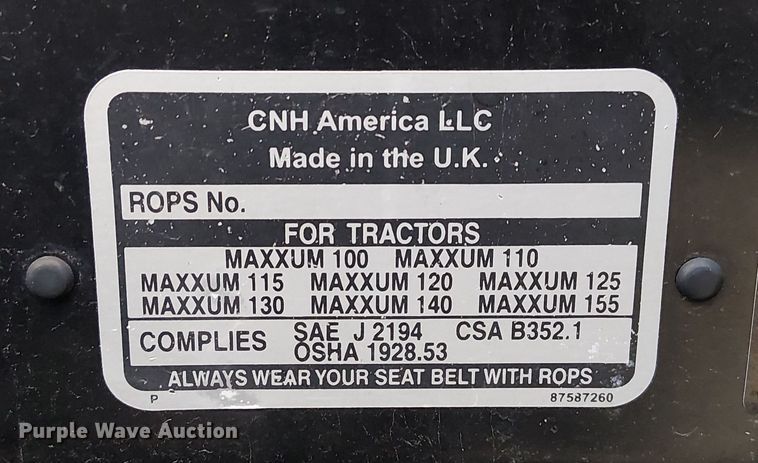 CNH America LLC
Made in the U.K.
ROPS No.
FOR TRACTORS
MAXXUM 100 MAXXUM 110
MAXXUM 115 MAXXUM 120 MAXXUM 125
MAXXUM 130 MAXXUM 140 MAXXUM 155
COMPLIES SAE J 2194 CSA B352.1
OSHA 1928.53
ALWAYS WEAR YOUR SEAT BELT WITH ROPS
P 87587260
Purple Wave Auction